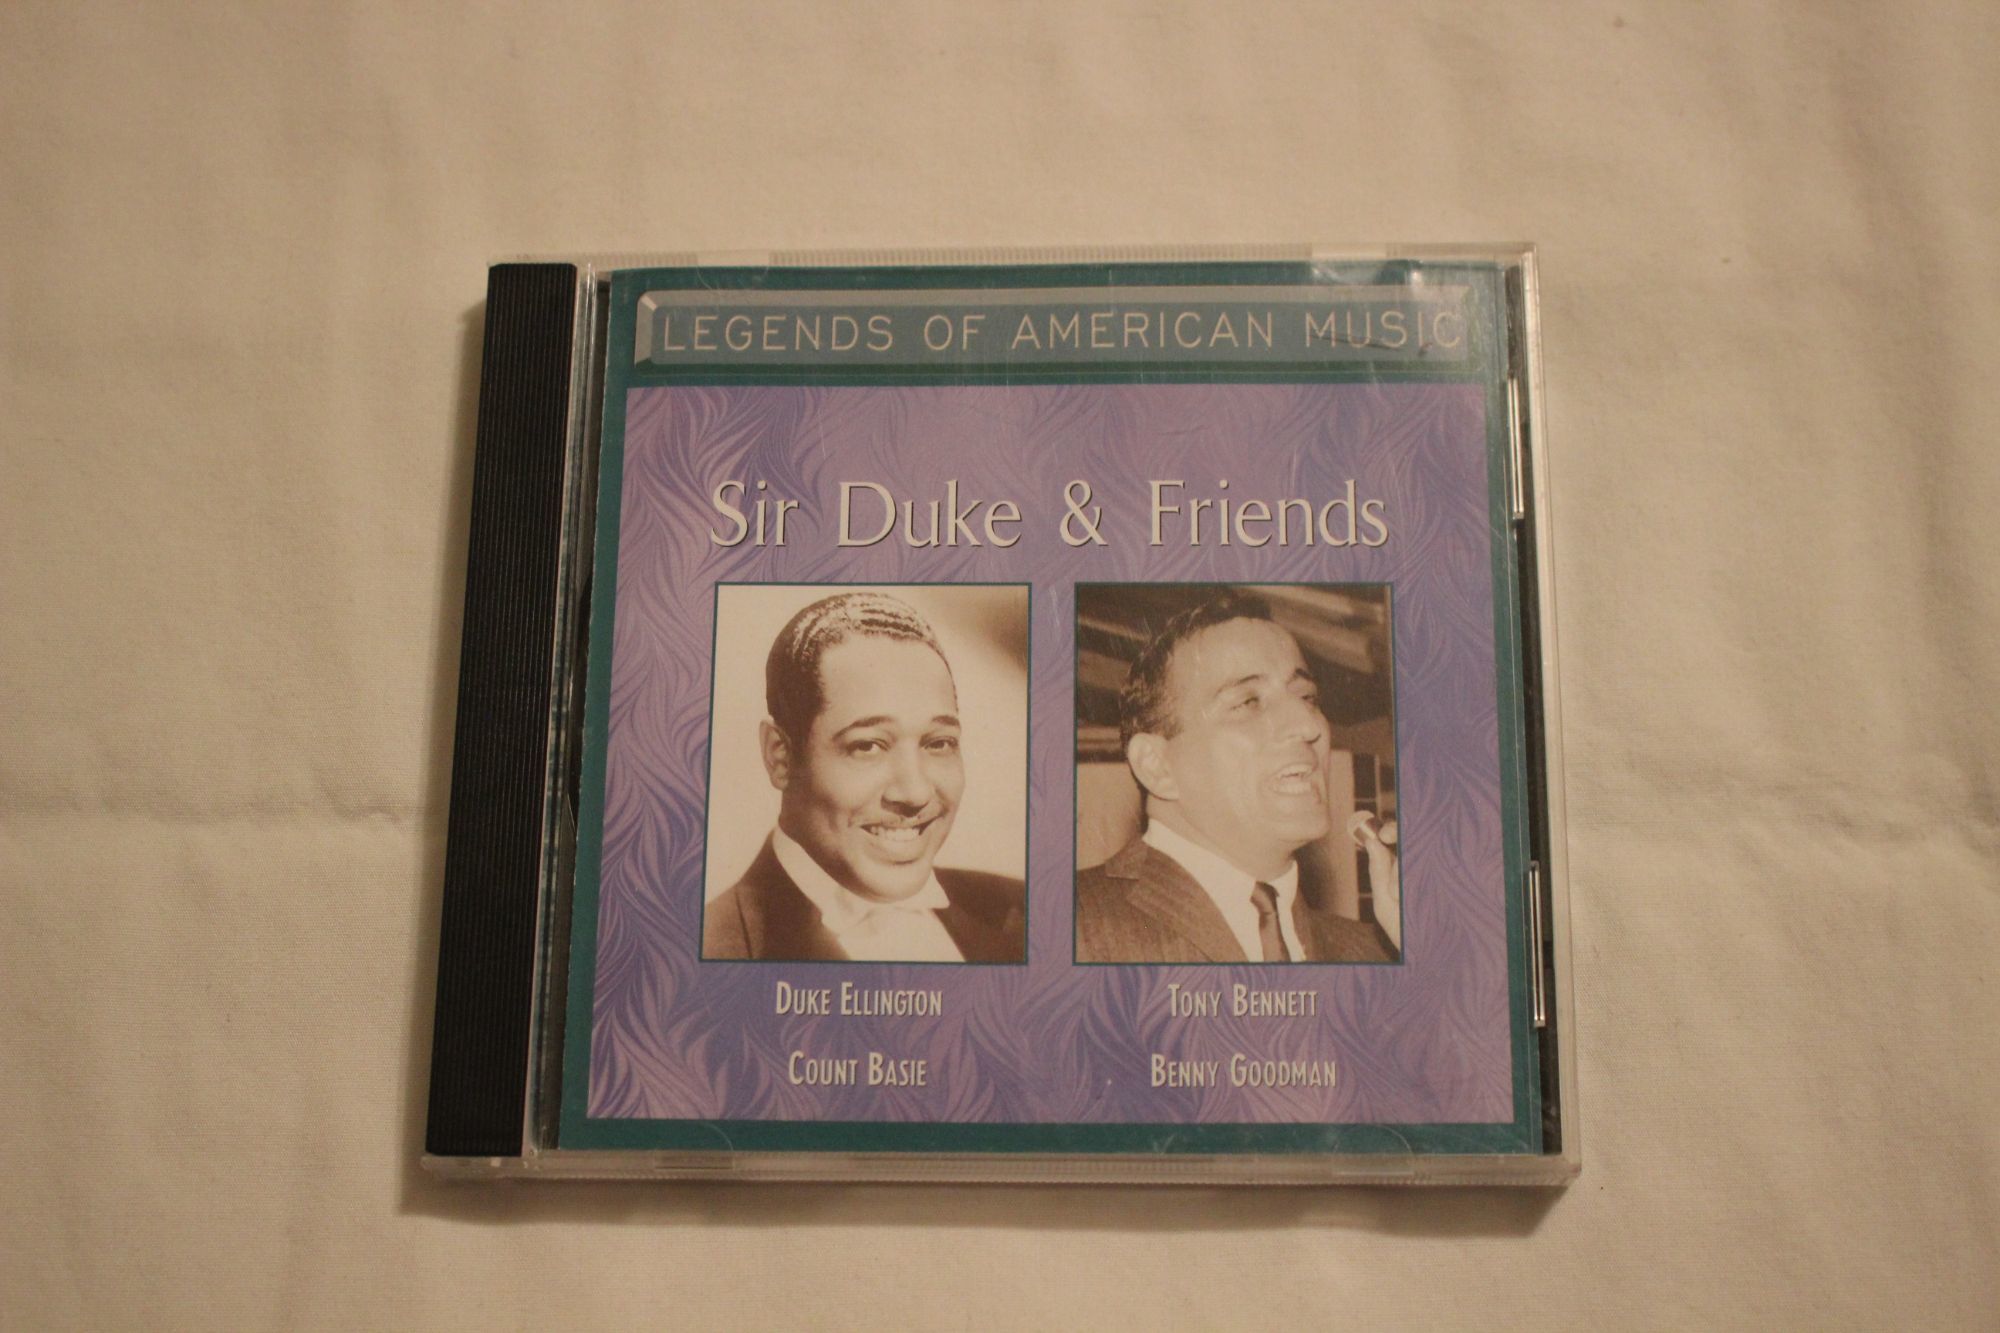 LEGENDS OF AMERICAN MUSIC
Sir Duke & Friends
DUKE ELLINGTON
TONY BENNETT
COUNT BASIE
BENNY GOODMAN